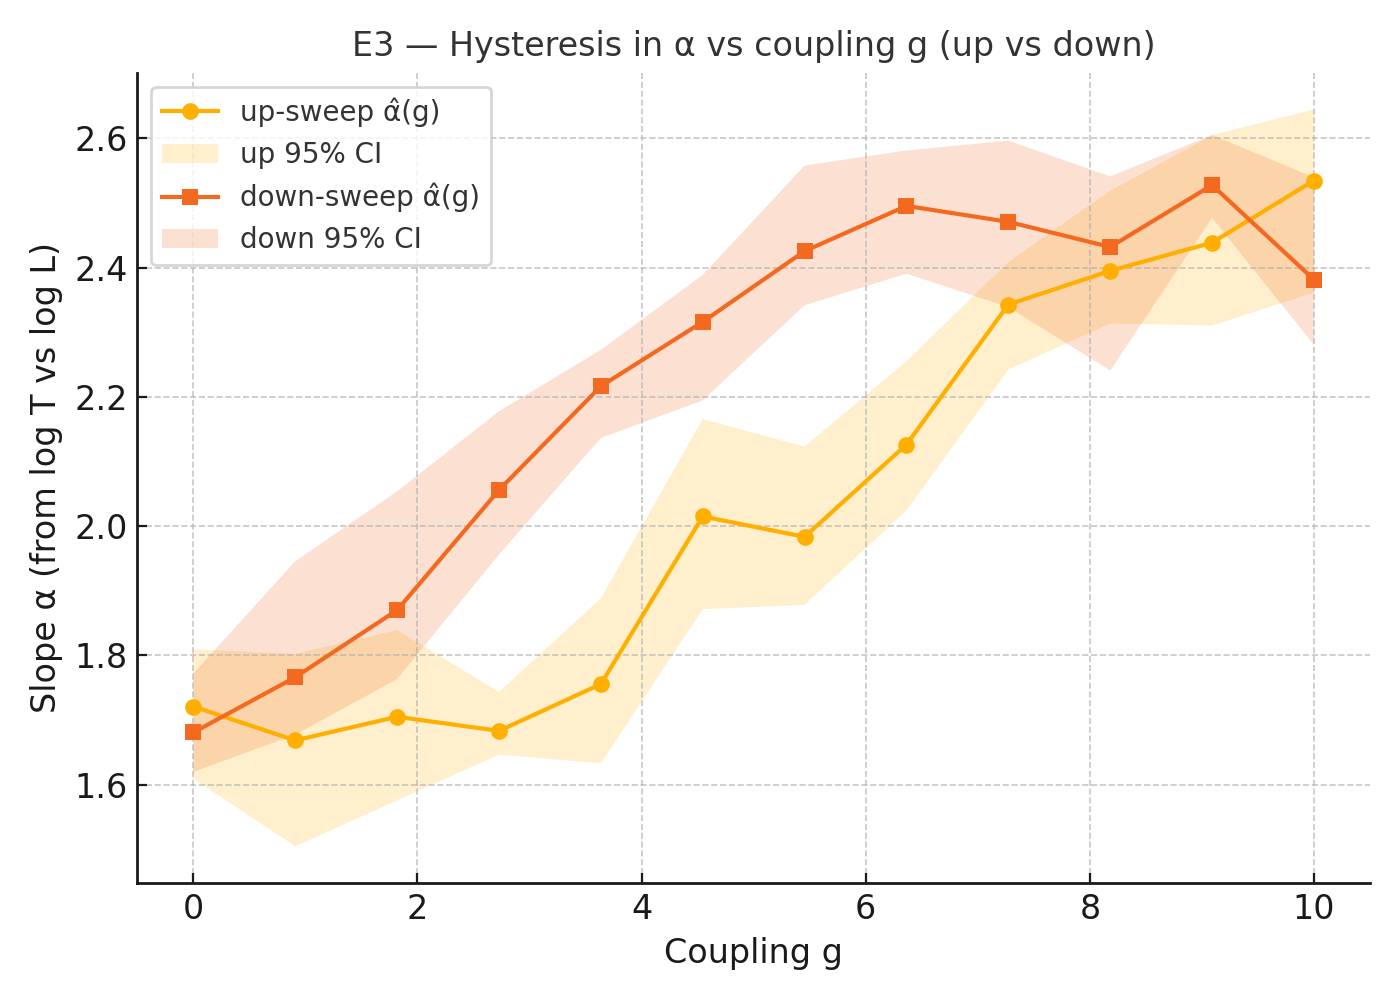 E3 — Hysteresis in α vs coupling g (up vs down)
up-sweep α̂(g)
up 95% CI
down-sweep α̂(g)
down 95% CI
Slope α (from log T vs log L)
2.6
2.4
2.2
2.0
1.8
1.6
0 2 4 6 8 10
Coupling g